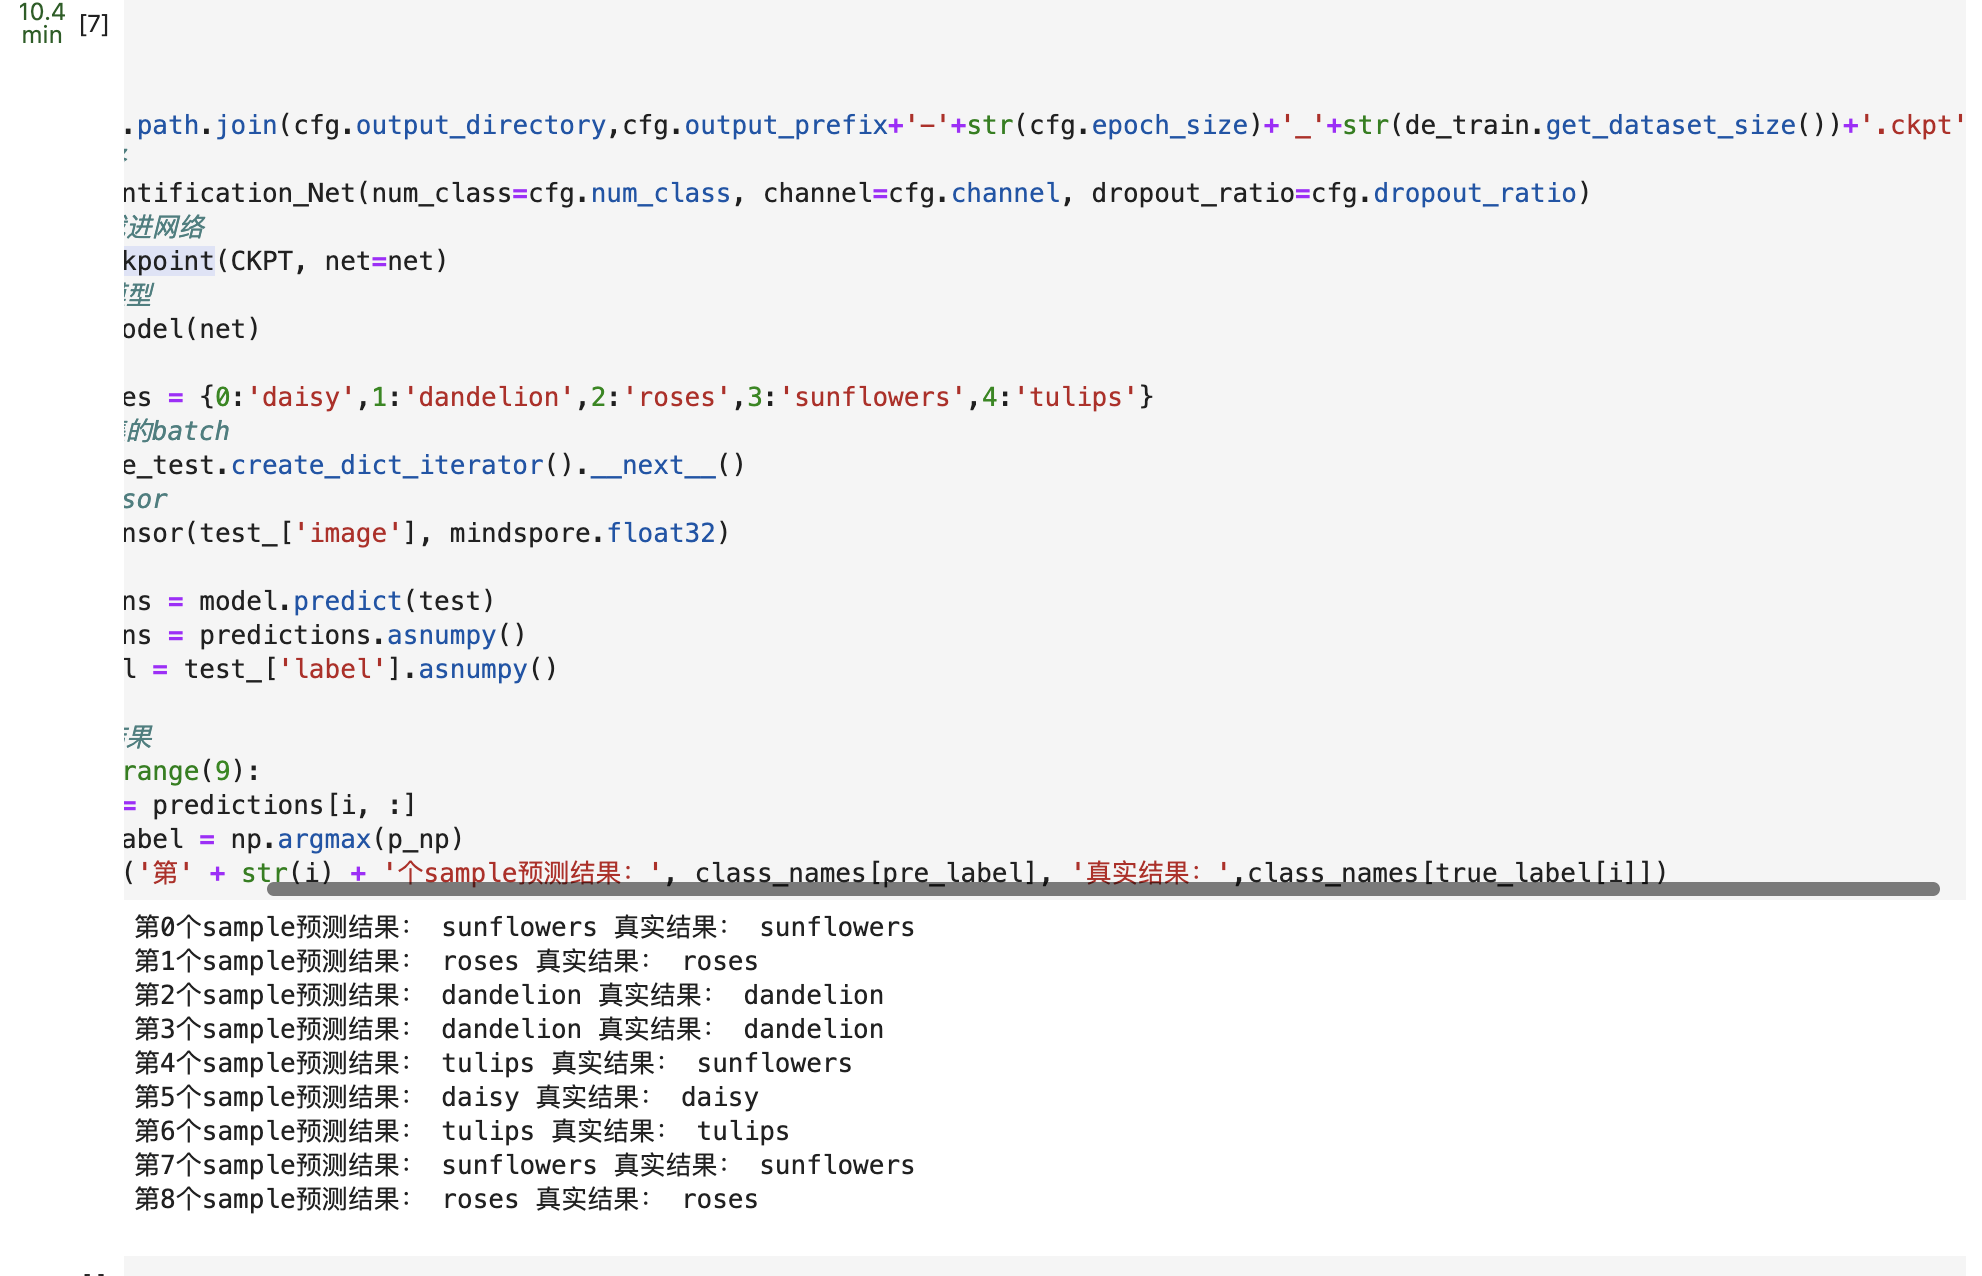 10.4
min [7]
.path.join(cfg.output_directory,cfg.output_prefix+'-'+str(cfg.epoch_size)+'_'+str(de_train.get_dataset_size())+'.ckpt'
ntification_Net(num_class=cfg.num_class, channel=cfg.channel, dropout_ratio=cfg.dropout_ratio)
进网络
kpoint(CKPT, net=net)
型
odel(net)
es = {0:'daisy',1:'dandelion',2:'roses',3:'sunflowers',4:'tulips'}
的batch
e_test.create_dict_iterator().__next__()
sor
nsor(test_['image'], mindspore.float32)
ns = model.predict(test)
ns = predictions.asnumpy()
l = test_['label'].asnumpy()
果
range(9):
= predictions[i, :]
abel = np.argmax(p_np)
('第' + str(i) + '个sample预测结果：', class_names[pre_label], '真实结果：',class_names[true_label[i]])
第0个sample预测结果： sunflowers 真实结果： sunflowers
第1个sample预测结果： roses 真实结果： roses
第2个sample预测结果： dandelion 真实结果： dandelion
第3个sample预测结果： dandelion 真实结果： dandelion
第4个sample预测结果： tulips 真实结果： sunflowers
第5个sample预测结果： daisy 真实结果： daisy
第6个sample预测结果： tulips 真实结果： tulips
第7个sample预测结果： sunflowers 真实结果： sunflowers
第8个sample预测结果： roses 真实结果： roses